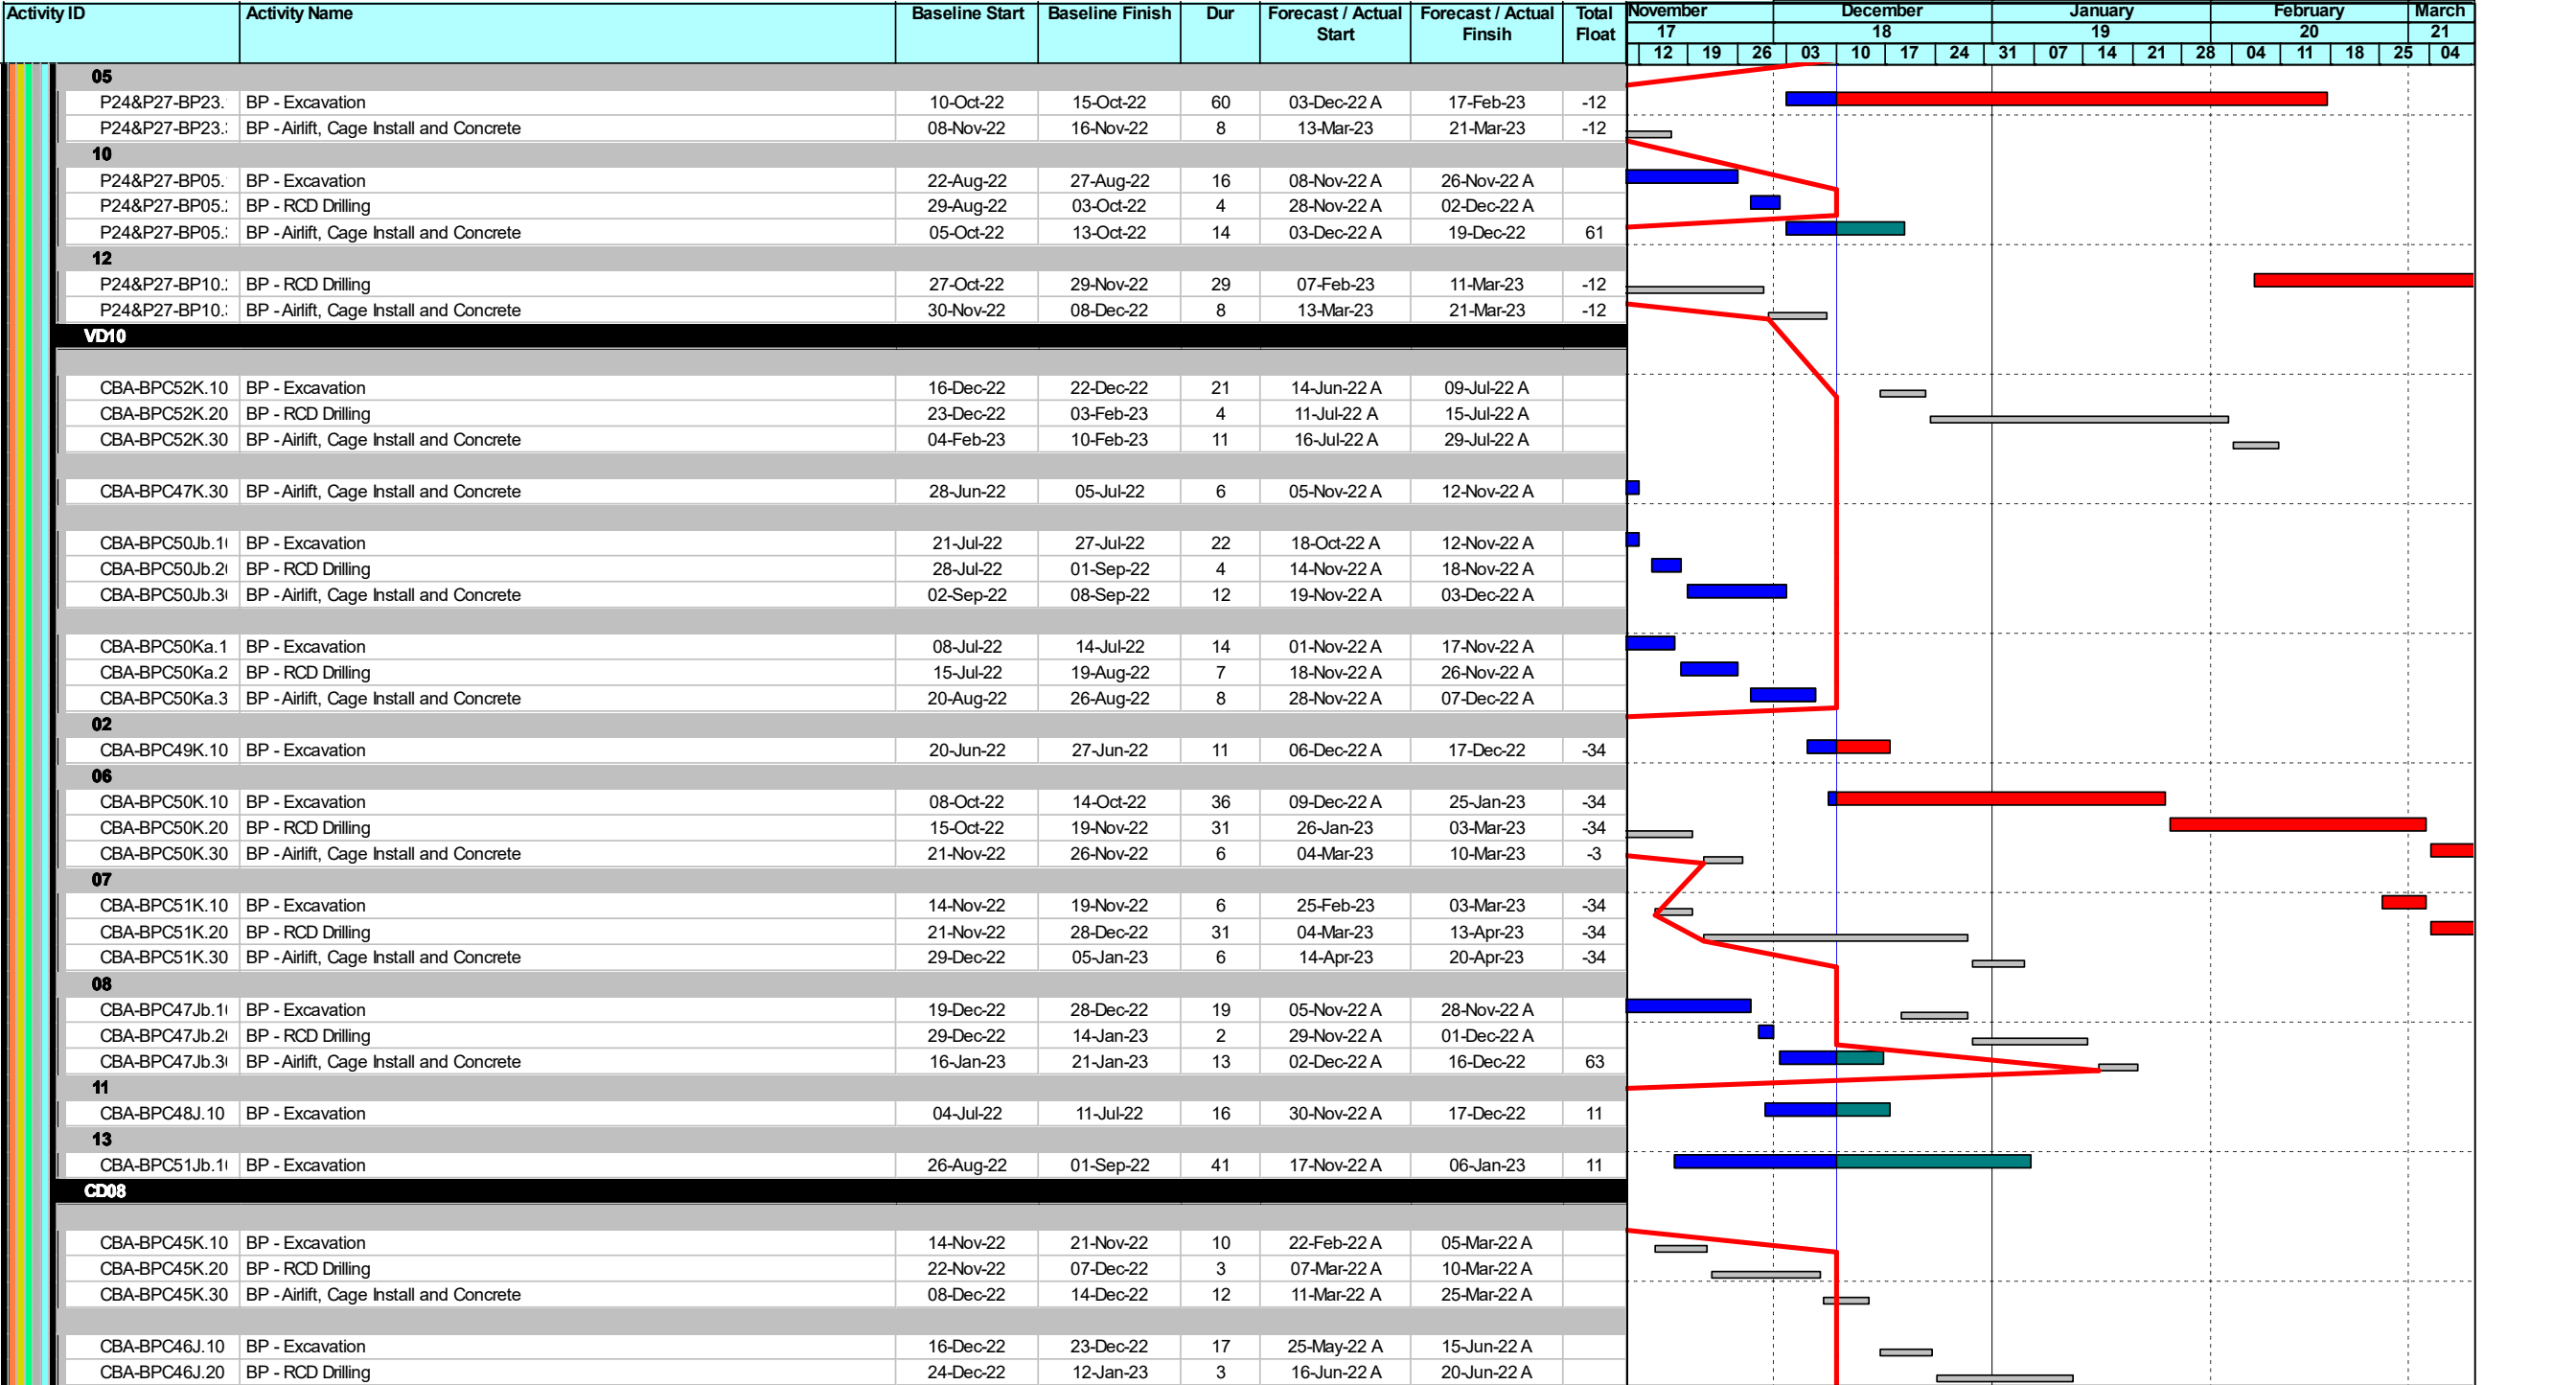 Activity ID Activity Name Baseline Start Baseline Finish Dur Forecast / Actual Start Forecast / Actual Finsih Total Float November December January February March
17 18 19 20 21
12 19 26 03 10 17 24 31 07 14 21 28 04 11 18 25 04
05
P24&P27-BP23. BP - Excavation 10-Oct-22 15-Oct-22 60 03-Dec-22 A 17-Feb-23 -12
P24&P27-BP23. BP - Airlift, Cage Install and Concrete 08-Nov-22 16-Nov-22 8 13-Mar-23 21-Mar-23 -12
10
P24&P27-BP05. BP - Excavation 22-Aug-22 27-Aug-22 16 08-Nov-22 A 26-Nov-22 A
P24&P27-BP05. BP - RCD Drilling 29-Aug-22 03-Oct-22 4 28-Nov-22 A 02-Dec-22 A
P24&P27-BP05. BP - Airlift, Cage Install and Concrete 05-Oct-22 13-Oct-22 14 03-Dec-22 A 19-Dec-22 61
12
P24&P27-BP10. BP - RCD Drilling 27-Oct-22 29-Nov-22 29 07-Feb-23 11-Mar-23 -12
P24&P27-BP10. BP - Airlift, Cage Install and Concrete 30-Nov-22 08-Dec-22 8 13-Mar-23 21-Mar-23 -12
VD10
CBA-BPC52K.10 BP - Excavation 16-Dec-22 22-Dec-22 21 14-Jun-22 A 09-Jul-22 A
CBA-BPC52K.20 BP - RCD Drilling 23-Dec-22 03-Feb-23 4 11-Jul-22 A 15-Jul-22 A
CBA-BPC52K.30 BP - Airlift, Cage Install and Concrete 04-Feb-23 10-Feb-23 11 16-Jul-22 A 29-Jul-22 A
CBA-BPC47K.30 BP - Airlift, Cage Install and Concrete 28-Jun-22 05-Jul-22 6 05-Nov-22 A 12-Nov-22 A
CBA-BPC50Jb.1 BP - Excavation 21-Jul-22 27-Jul-22 22 18-Oct-22 A 12-Nov-22 A
CBA-BPC50Jb.2 BP - RCD Drilling 28-Jul-22 01-Sep-22 4 14-Nov-22 A 18-Nov-22 A
CBA-BPC50Jb.3 BP - Airlift, Cage Install and Concrete 02-Sep-22 08-Sep-22 12 19-Nov-22 A 03-Dec-22 A
CBA-BPC50Ka.1 BP - Excavation 08-Jul-22 14-Jul-22 14 01-Nov-22 A 17-Nov-22 A
CBA-BPC50Ka.2 BP - RCD Drilling 15-Jul-22 19-Aug-22 7 18-Nov-22 A 26-Nov-22 A
CBA-BPC50Ka.3 BP - Airlift, Cage Install and Concrete 20-Aug-22 26-Aug-22 8 28-Nov-22 A 07-Dec-22 A
02
CBA-BPC49K.10 BP - Excavation 20-Jun-22 27-Jun-22 11 06-Dec-22 A 17-Dec-22 -34
06
CBA-BPC50K.10 BP - Excavation 08-Oct-22 14-Oct-22 36 09-Dec-22 A 25-Jan-23 -34
CBA-BPC50K.20 BP - RCD Drilling 15-Oct-22 19-Nov-22 31 26-Jan-23 03-Mar-23 -34
CBA-BPC50K.30 BP - Airlift, Cage Install and Concrete 21-Nov-22 26-Nov-22 6 04-Mar-23 10-Mar-23 -3
07
CBA-BPC51K.10 BP - Excavation 14-Nov-22 19-Nov-22 6 25-Feb-23 03-Mar-23 -34
CBA-BPC51K.20 BP - RCD Drilling 21-Nov-22 28-Dec-22 31 04-Mar-23 13-Apr-23 -34
CBA-BPC51K.30 BP - Airlift, Cage Install and Concrete 29-Dec-22 05-Jan-23 6 14-Apr-23 20-Apr-23 -34
08
CBA-BPC47Jb.1 BP - Excavation 19-Dec-22 28-Dec-22 19 05-Nov-22 A 28-Nov-22 A
CBA-BPC47Jb.2 BP - RCD Drilling 29-Dec-22 14-Jan-23 2 29-Nov-22 A 01-Dec-22 A
CBA-BPC47Jb.3 BP - Airlift, Cage Install and Concrete 16-Jan-23 21-Jan-23 13 02-Dec-22 A 16-Dec-22 63
11
CBA-BPC48J.10 BP - Excavation 04-Jul-22 11-Jul-22 16 30-Nov-22 A 17-Dec-22 11
13
CBA-BPC51Jb.1 BP - Excavation 26-Aug-22 01-Sep-22 41 17-Nov-22 A 06-Jan-23 11
CD08
CBA-BPC45K.10 BP - Excavation 14-Nov-22 21-Nov-22 10 22-Feb-22 A 05-Mar-22 A
CBA-BPC45K.20 BP - RCD Drilling 22-Nov-22 07-Dec-22 3 07-Mar-22 A 10-Mar-22 A
CBA-BPC45K.30 BP - Airlift, Cage Install and Concrete 08-Dec-22 14-Dec-22 12 11-Mar-22 A 25-Mar-22 A
CBA-BPC46J.10 BP - Excavation 16-Dec-22 23-Dec-22 17 25-May-22 A 15-Jun-22 A
CBA-BPC46J.20 BP - RCD Drilling 24-Dec-22 12-Jan-23 3 16-Jun-22 A 20-Jun-22 A